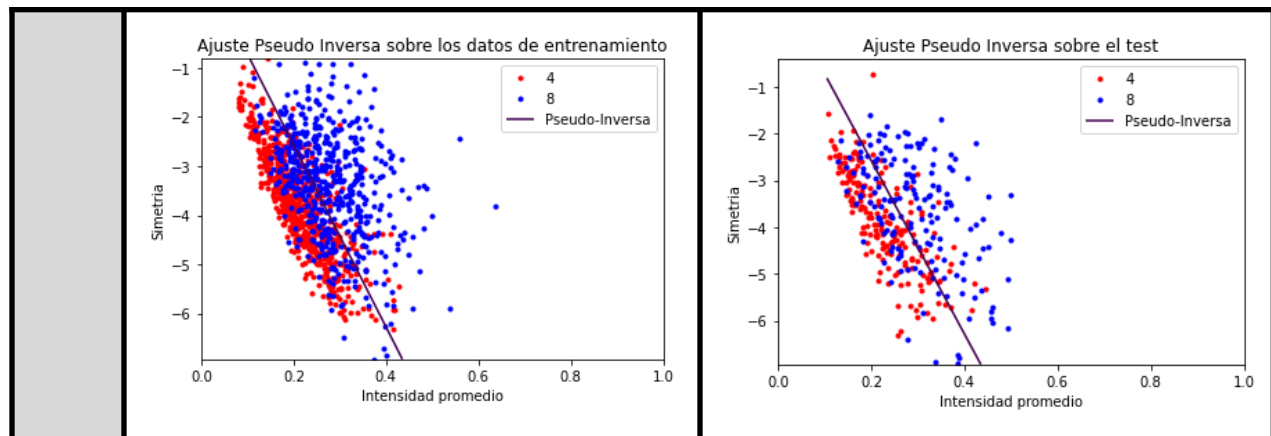 Ajuste Pseudo Inversa sobre los datos de entrenamiento
4
8
Pseudo-Inversa
−1
−2
−3
−4
−5
−6
Simetria
0.0 0.2 0.4 0.6 0.8 1.0
Intensidad promedio
Ajuste Pseudo Inversa sobre el test
4
8
Pseudo-Inversa
−1
−2
−3
−4
−5
−6
Simetria
0.0 0.2 0.4 0.6 0.8 1.0
Intensidad promedio